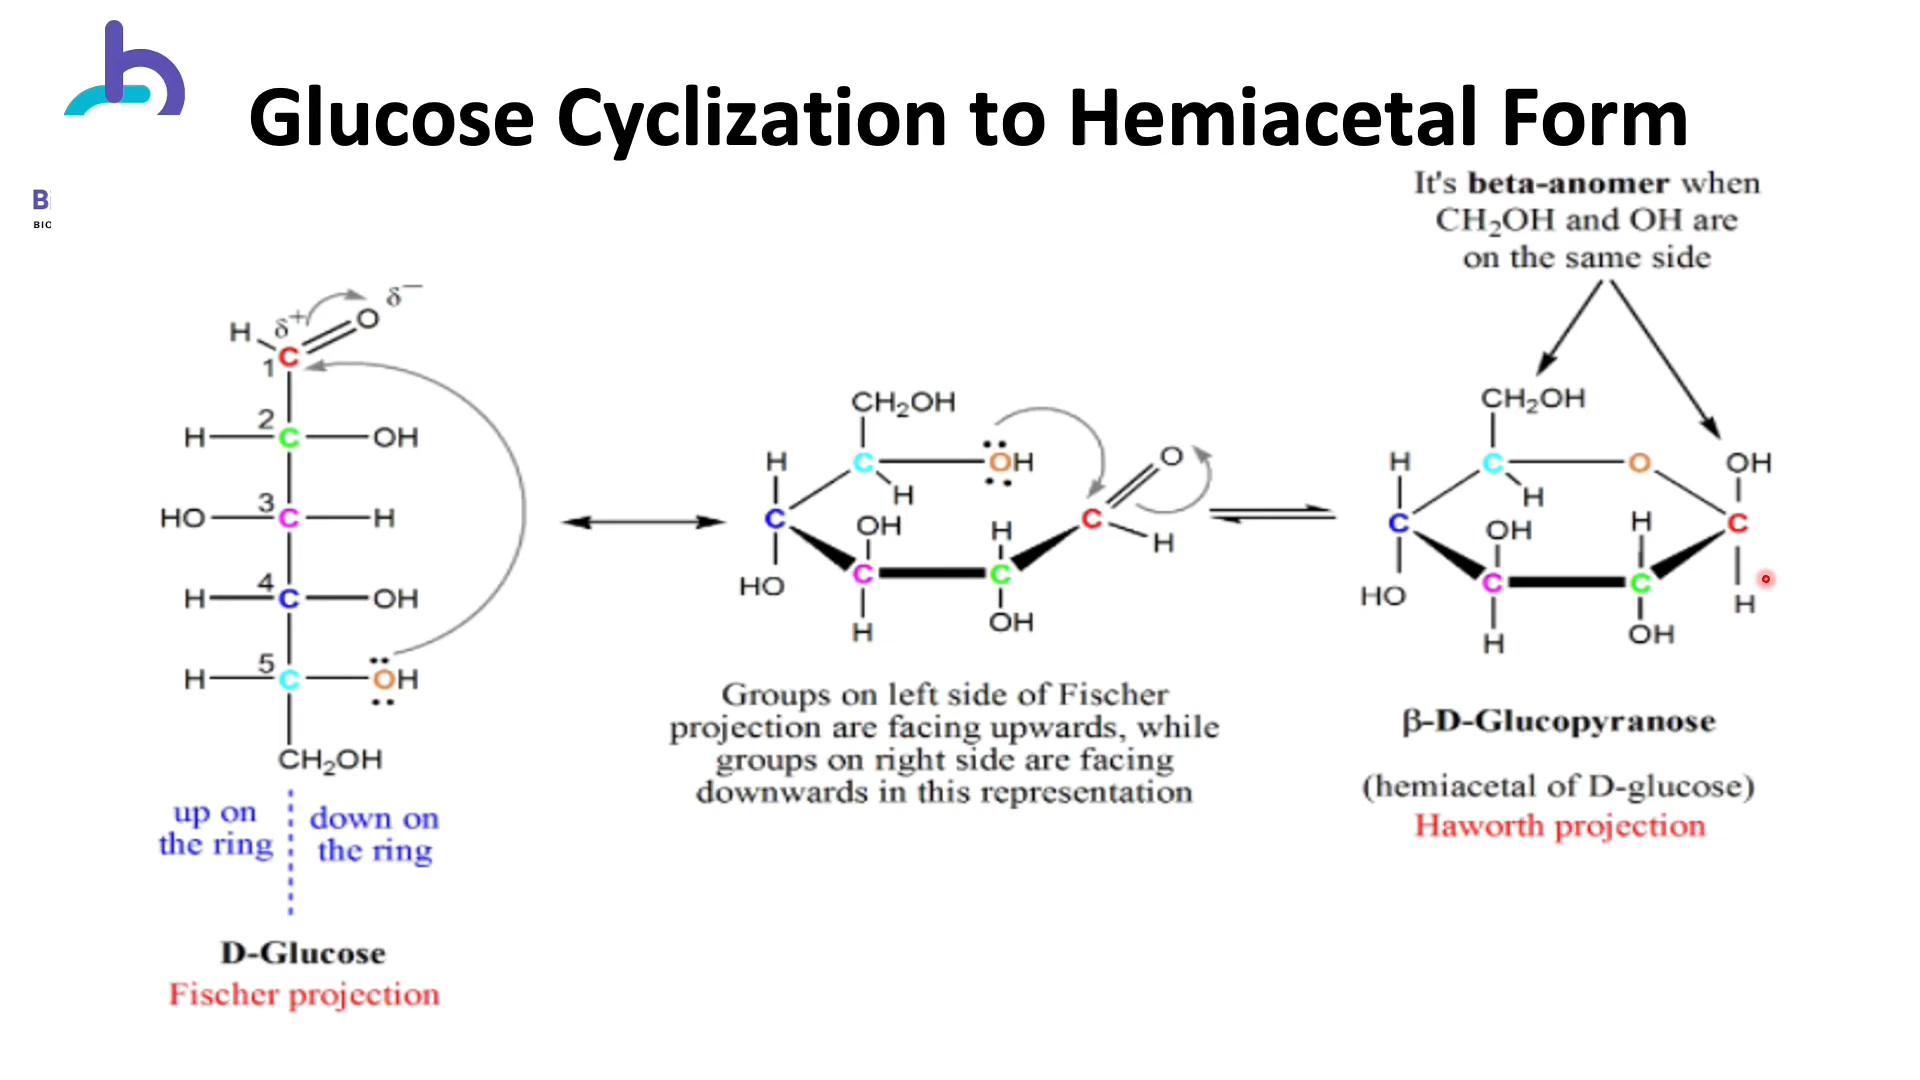 Glucose Cyclization to Hemiacetal Form
B
BIO
It's beta-anomer when
CH₂OH and OH are
on the same side
H δ+ O δ−
1 C
2
H C OH
3
HO C H
4
H C OH
5
H C OH
CH₂OH
up on
the ring
down on
the ring
D-Glucose
Fischer projection
CH₂OH
H C OH O
H
C OH H C
H
HO C C
H OH
Groups on left side of Fischer
projection are facing upwards, while
groups on right side are facing
downwards in this representation
CH₂OH
H C O OH
H
C OH H C
HO C C H
H OH
β-D-Glucopyranose
(hemiacetal of D-glucose)
Haworth projection